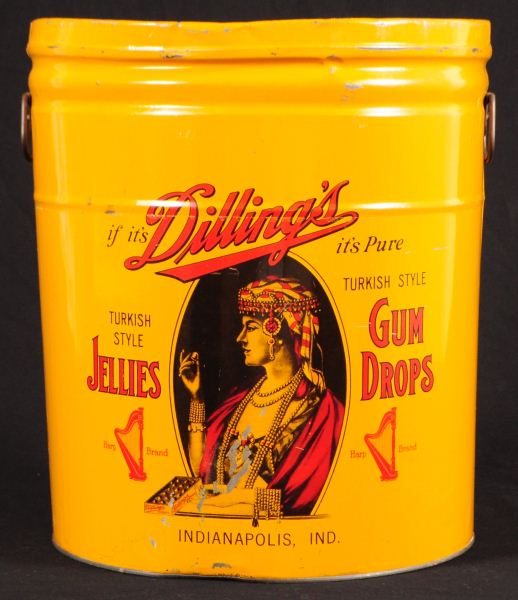 if it's Dilling's it's Pure
TURKISH
STYLE
JELLIES
Harp Brand
TURKISH STYLE
GUM
DROPS
Harp Brand
INDIANAPOLIS, IND.